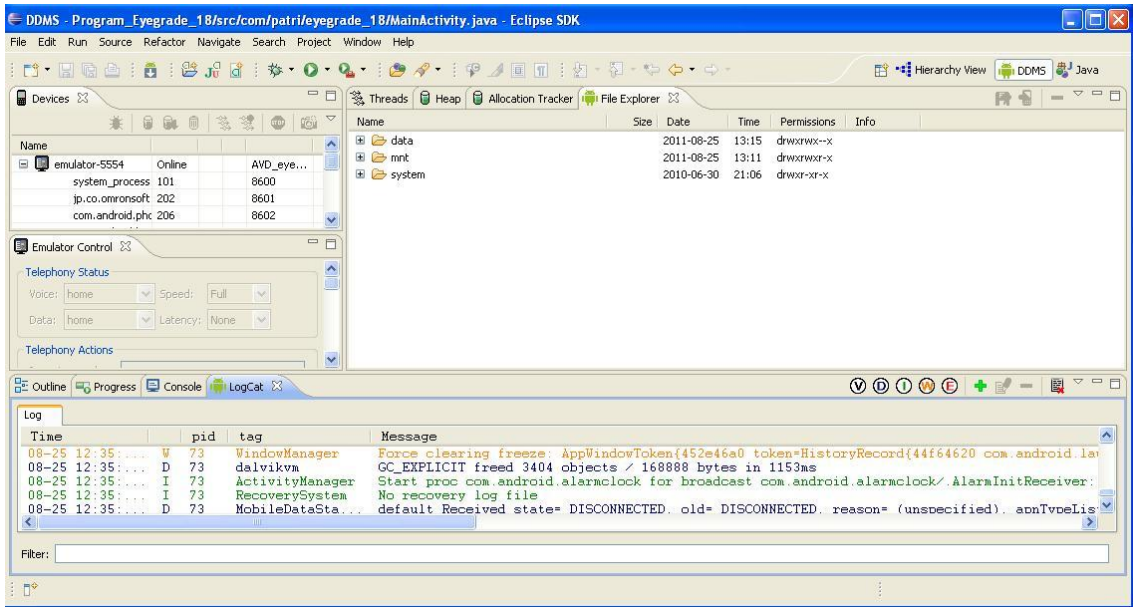 DDMS - Program_Eyegrade_18/src/com/patri/eyegrade_18/MainActivity.java - Eclipse SDK
File Edit Run Source Refactor Navigate Search Project Window Help
Hierarchy View DDMS Java
Devices
Name
emulator-5554 Online AVD_eye...
system_process 101 8600
jp.co.omronsoft 202 8601
com.android.phc 206 8602
Emulator Control
Telephony Status
Voice: home Speed: Full
Data: home Latency: None
Telephony Actions
Threads Heap Allocation Tracker File Explorer
Name Size Date Time Permissions Info
data 2011-08-25 13:15 drwxrwx--x
mnt 2011-08-25 13:11 drwxrwxr-x
system 2010-06-30 21:06 drwxr-xr-x
Outline Progress Console LogCat
V D I W E
Log
Time pid tag Message
08-25 12:35:... W 73 WindowManager Force clearing freeze: AppWindowToken{452e46a0 token=HistoryRecord{44f64620 com.android.la
08-25 12:35:... D 73 dalvikvm GC_EXPLICIT freed 3404 objects / 168888 bytes in 1153ms
08-25 12:35:... I 73 ActivityManager Start proc com.android.alarmclock for broadcast com.android.alarmclock/.AlarmInitReceiver:
08-25 12:35:... I 73 RecoverySystem No recovery log file
08-25 12:35:... D 73 MobileDataSta... default Received state= DISCONNECTED, old= DISCONNECTED, reason= (unspecified), apnTypeLis
Filter: